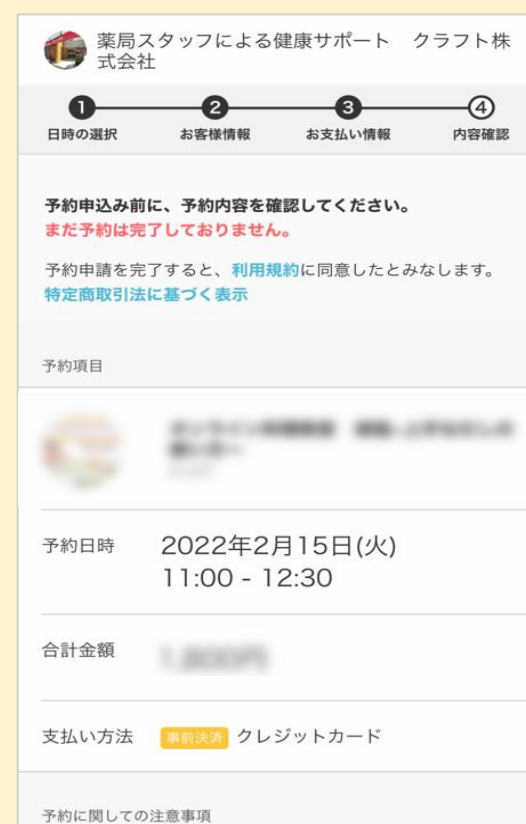 薬局スタッフによる健康サポート　クラフト株
式会社
1 2 3 4
日時の選択 お客様情報 お支払い情報 内容確認
予約申込み前に、予約内容を確認してください。
まだ予約は完了しておりません。
予約申請を完了すると、利用規約に同意したとみなします。
特定商取引法に基づく表示
予約項目
予約日時 2022年2月15日(火)
11:00 - 12:30
合計金額
支払い方法 事前決済 クレジットカード
予約に関しての注意事項